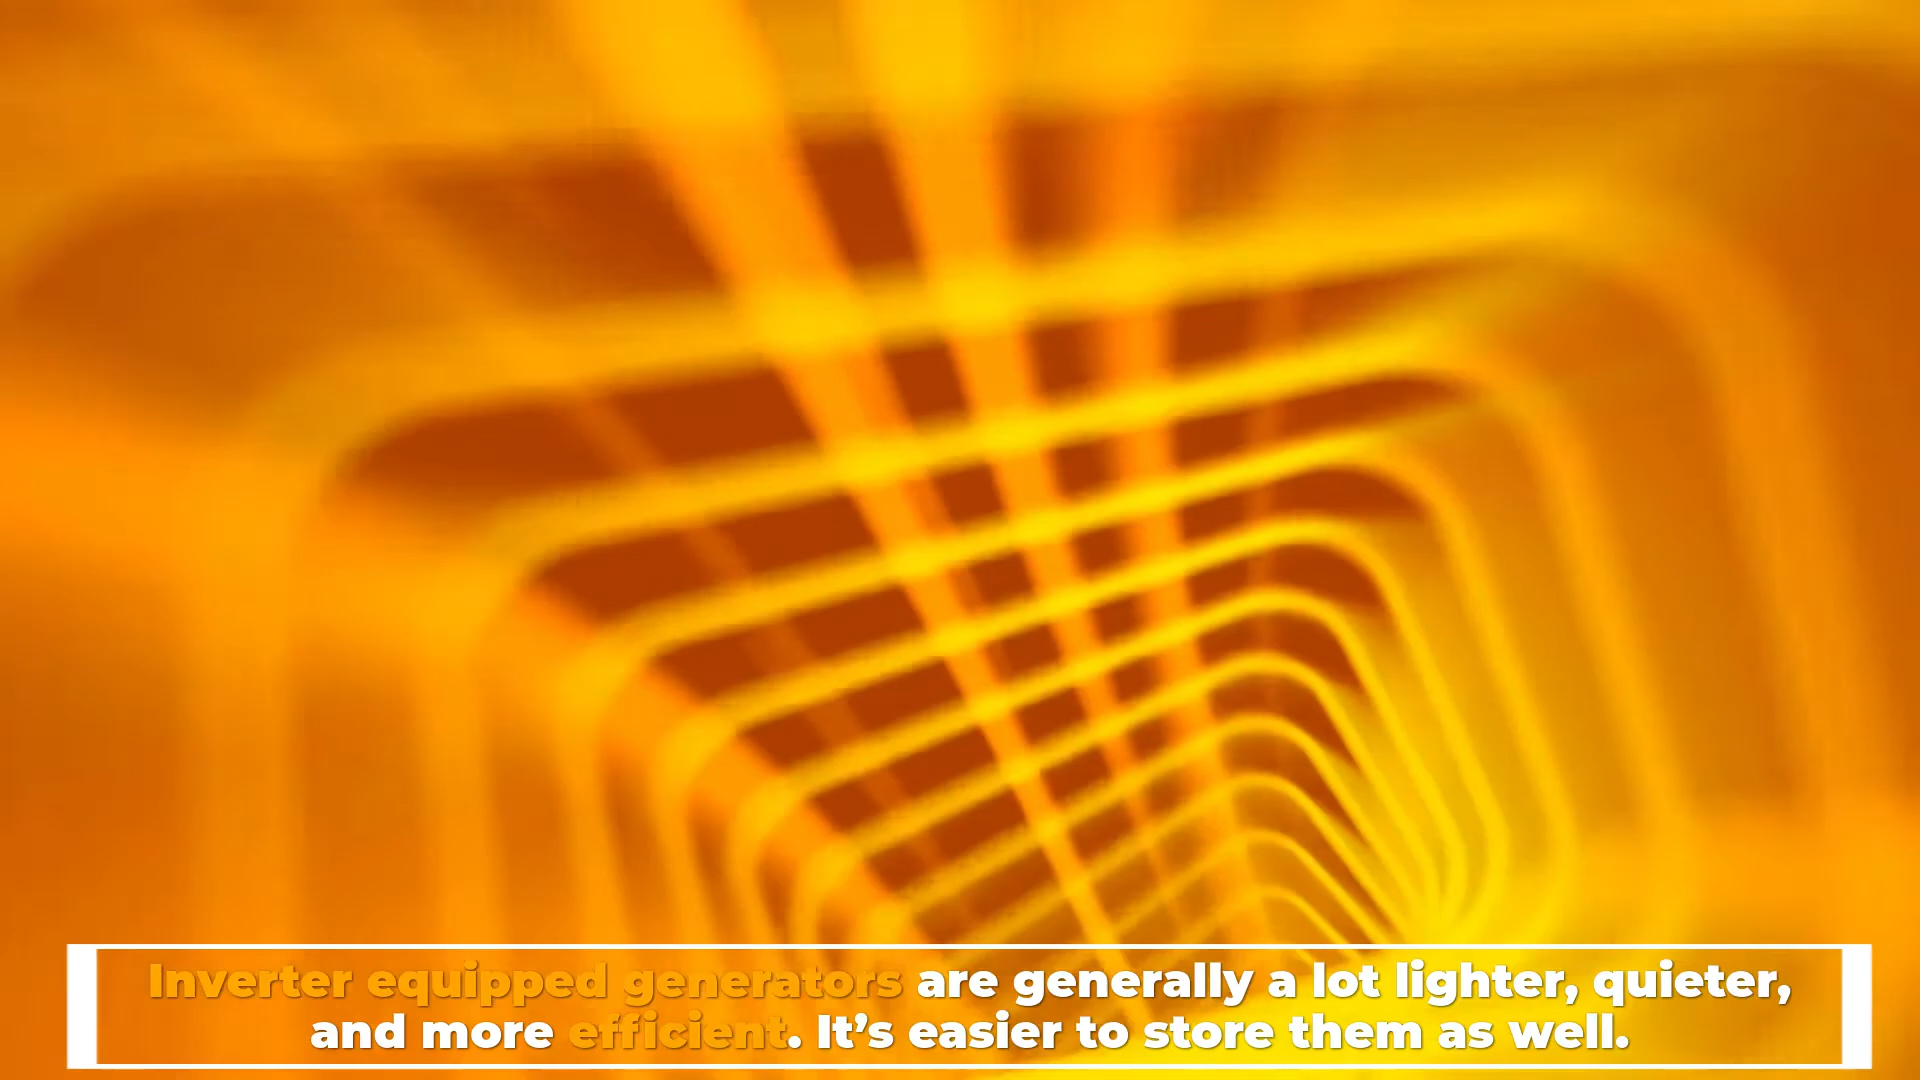 Inverter equipped generators are generally a lot lighter, quieter,
and more efficient. It’s easier to store them as well.